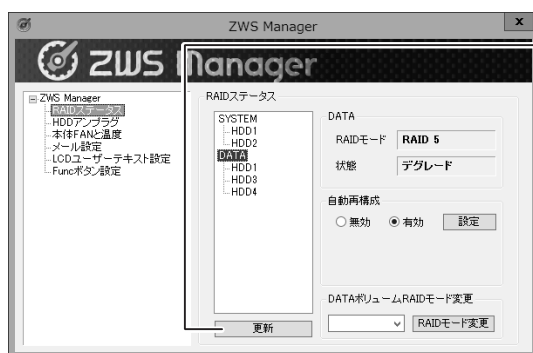 ZWS Manager
x
ZWS Manager
ZWS Manager
RAIDステータス
HDDアンプラグ
本体FANと温度
メール設定
LCDユーザーテキスト設定
Funcボタン設定
RAIDステータス
SYSTEM
HDD1
HDD2
DATA
HDD1
HDD3
HDD4
更新
DATA
RAIDモード RAID 5
状態 デグレード
自動再構成
無効 有効 設定
DATAボリュームRAIDモード変更
RAIDモード変更